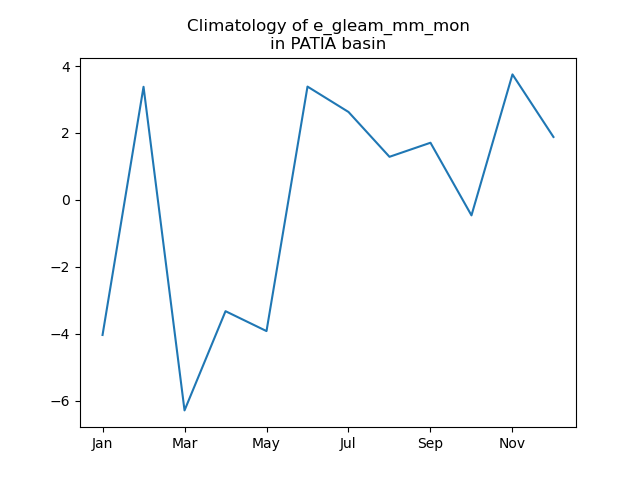 Climatology of e_gleam_mm_mon
in PATIA basin
4
2
0
−2
−4
−6
Jan
Mar
May
Jul
Sep
Nov